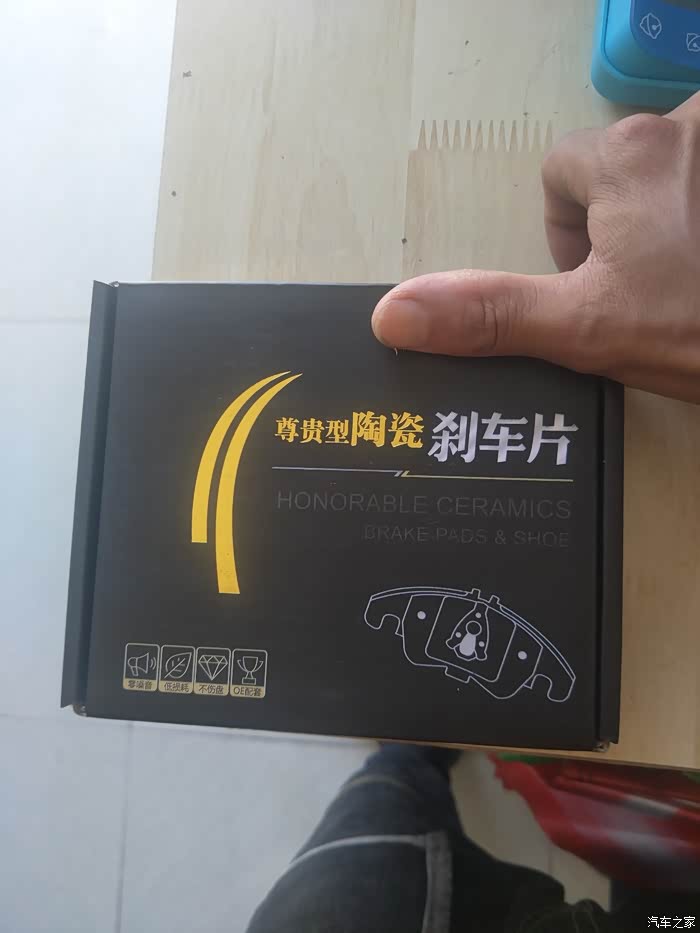 尊贵型陶瓷刹车片
HONORABLE CERAMICS
BRAKE PADS & SHOE
零噪音 低损耗 不伤盘 OE配套
汽车之家